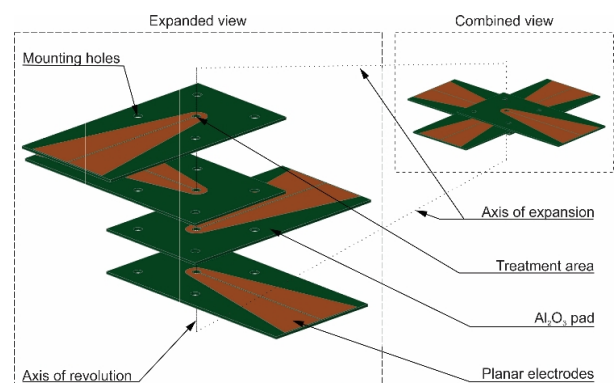 Expanded view
Combined view
Mounting holes
Axis of expansion
Treatment area
Al₂O₃ pad
Axis of revolution
Planar electrodes